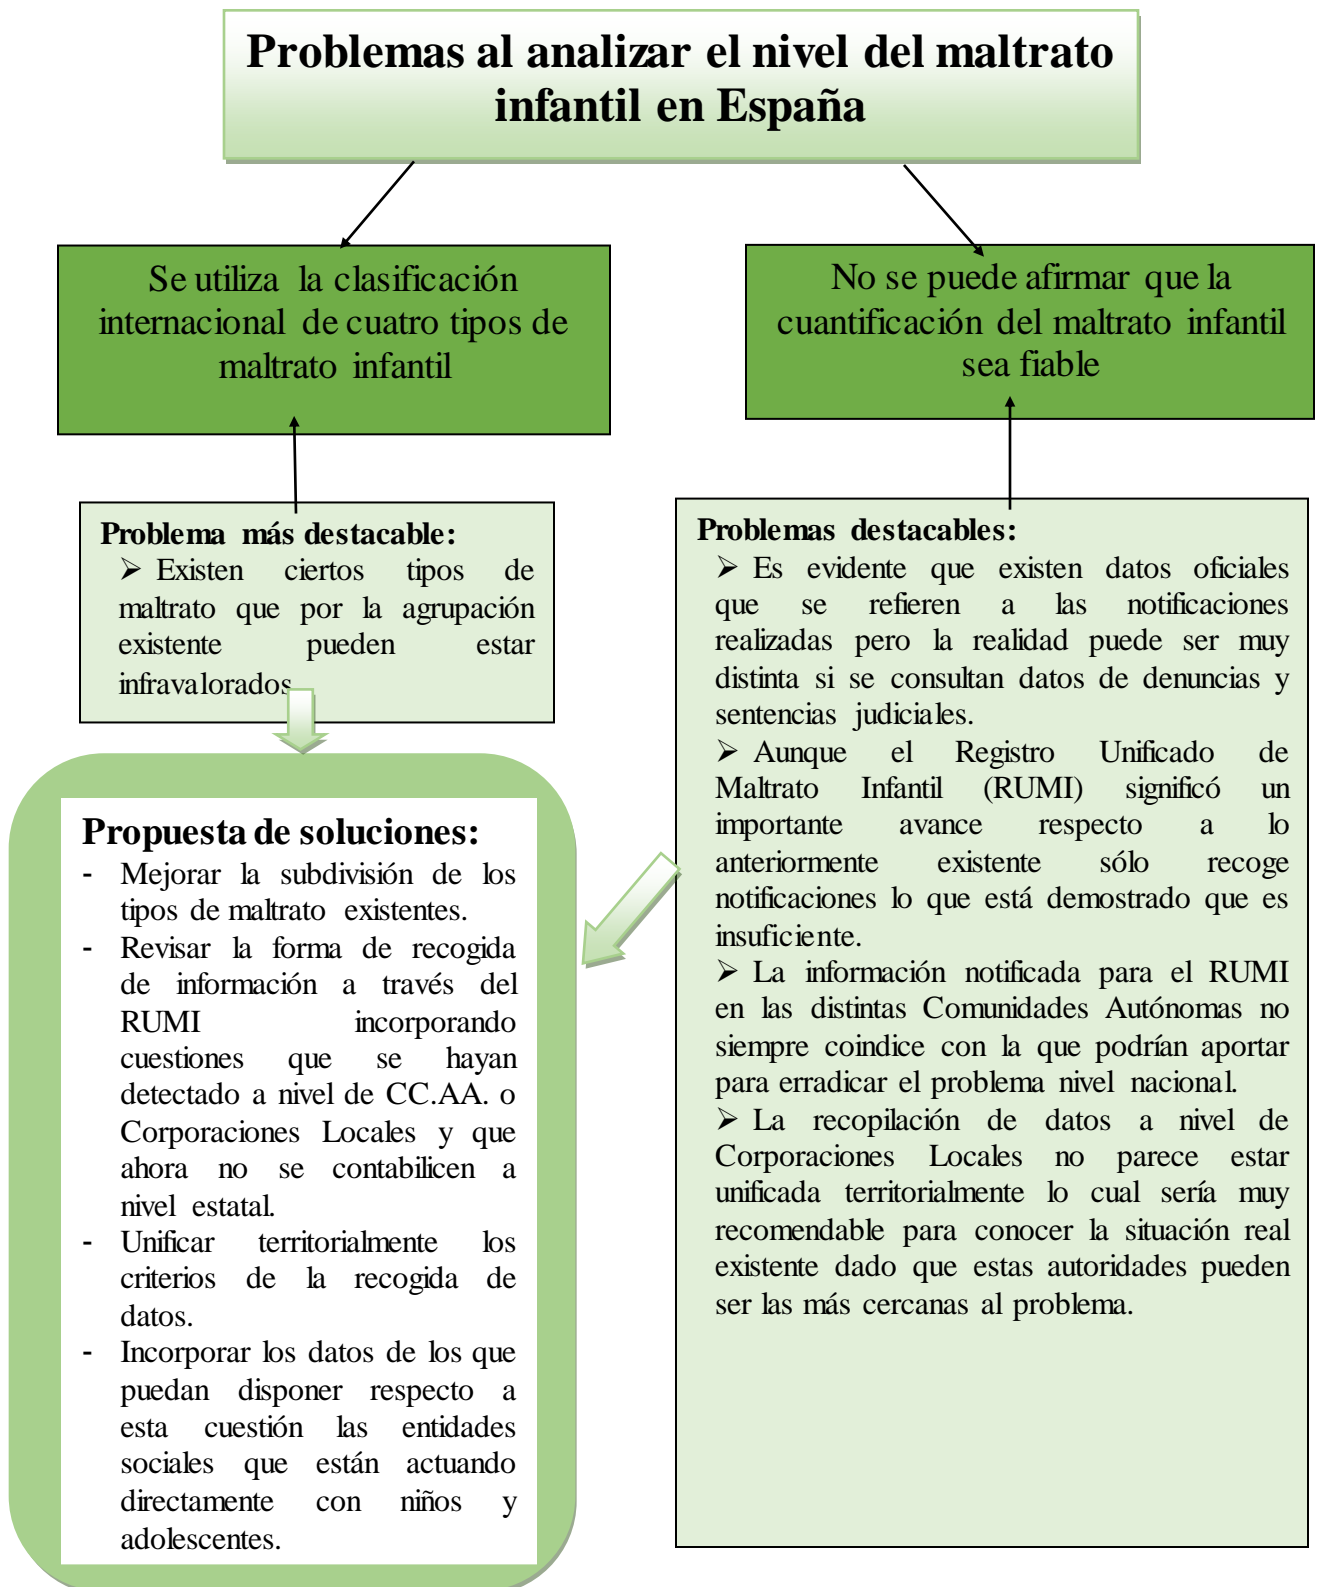 Problemas al analizar el nivel del maltrato
infantil en España
Se utiliza la clasificación
internacional de cuatro tipos de
maltrato infantil
No se puede afirmar que la
cuantificación del maltrato infantil
sea fiable
Problema más destacable:
➢ Existen ciertos tipos de
maltrato que por la agrupación
existente pueden estar
infravalorados
Problemas destacables:
➢ Es evidente que existen datos oficiales
que se refieren a las notificaciones
realizadas pero la realidad puede ser muy
distinta si se consultan datos de denuncias y
sentencias judiciales.
➢ Aunque el Registro Unificado de
Maltrato Infantil (RUMI) significó un
importante avance respecto a lo
anteriormente existente sólo recoge
notificaciones lo que está demostrado que es
insuficiente.
➢ La información notificada para el RUMI
en las distintas Comunidades Autónomas no
siempre coindice con la que podrían aportar
para erradicar el problema nivel nacional.
➢ La recopilación de datos a nivel de
Corporaciones Locales no parece estar
unificada territorialmente lo cual sería muy
recomendable para conocer la situación real
existente dado que estas autoridades pueden
ser las más cercanas al problema.
Propuesta de soluciones:
- Mejorar la subdivisión de los
tipos de maltrato existentes.
- Revisar la forma de recogida
de información a través del
RUMI incorporando
cuestiones que se hayan
detectado a nivel de CC.AA. o
Corporaciones Locales y que
ahora no se contabilicen a
nivel estatal.
- Unificar territorialmente los
criterios de la recogida de
datos.
- Incorporar los datos de los que
puedan disponer respecto a
esta cuestión las entidades
sociales que están actuando
directamente con niños y
adolescentes.